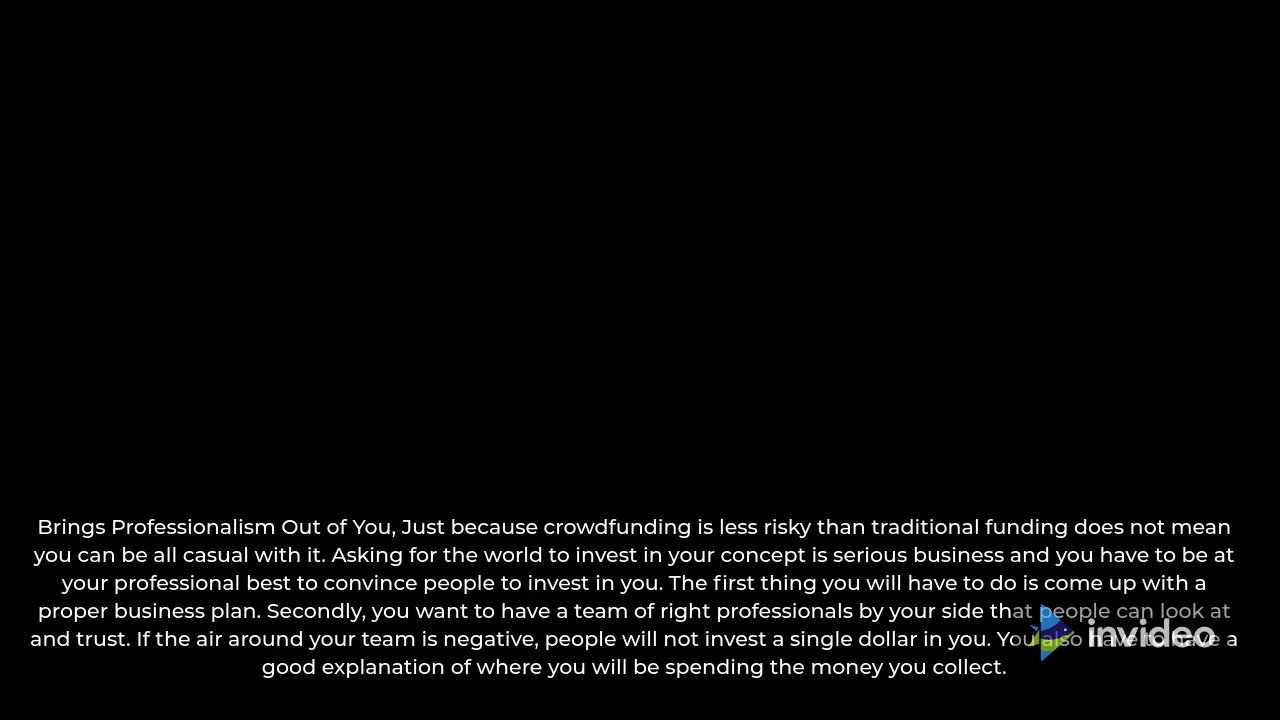 Brings Professionalism Out of You, Just because crowdfunding is less risky than traditional funding does not mean
you can be all casual with it. Asking for the world to invest in your concept is serious business and you have to be at
your professional best to convince people to invest in you. The first thing you will have to do is come up with a
proper business plan. Secondly, you want to have a team of right professionals by your side that people can look at
and trust. If the air around your team is negative, people will not invest a single dollar in you. You also have to have a
good explanation of where you will be spending the money you collect.
invideo